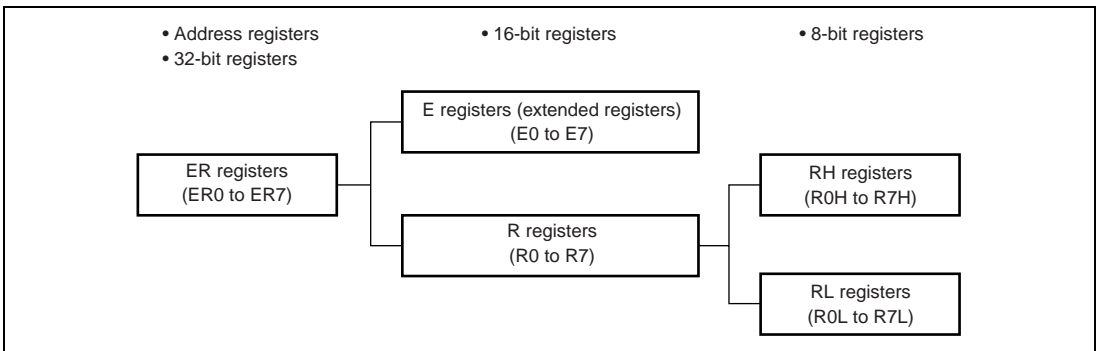 • Address registers
• 32-bit registers
• 16-bit registers
• 8-bit registers
E registers (extended registers)
(E0 to E7)
ER registers
(ER0 to ER7)
RH registers
(R0H to R7H)
R registers
(R0 to R7)
RL registers
(R0L to R7L)